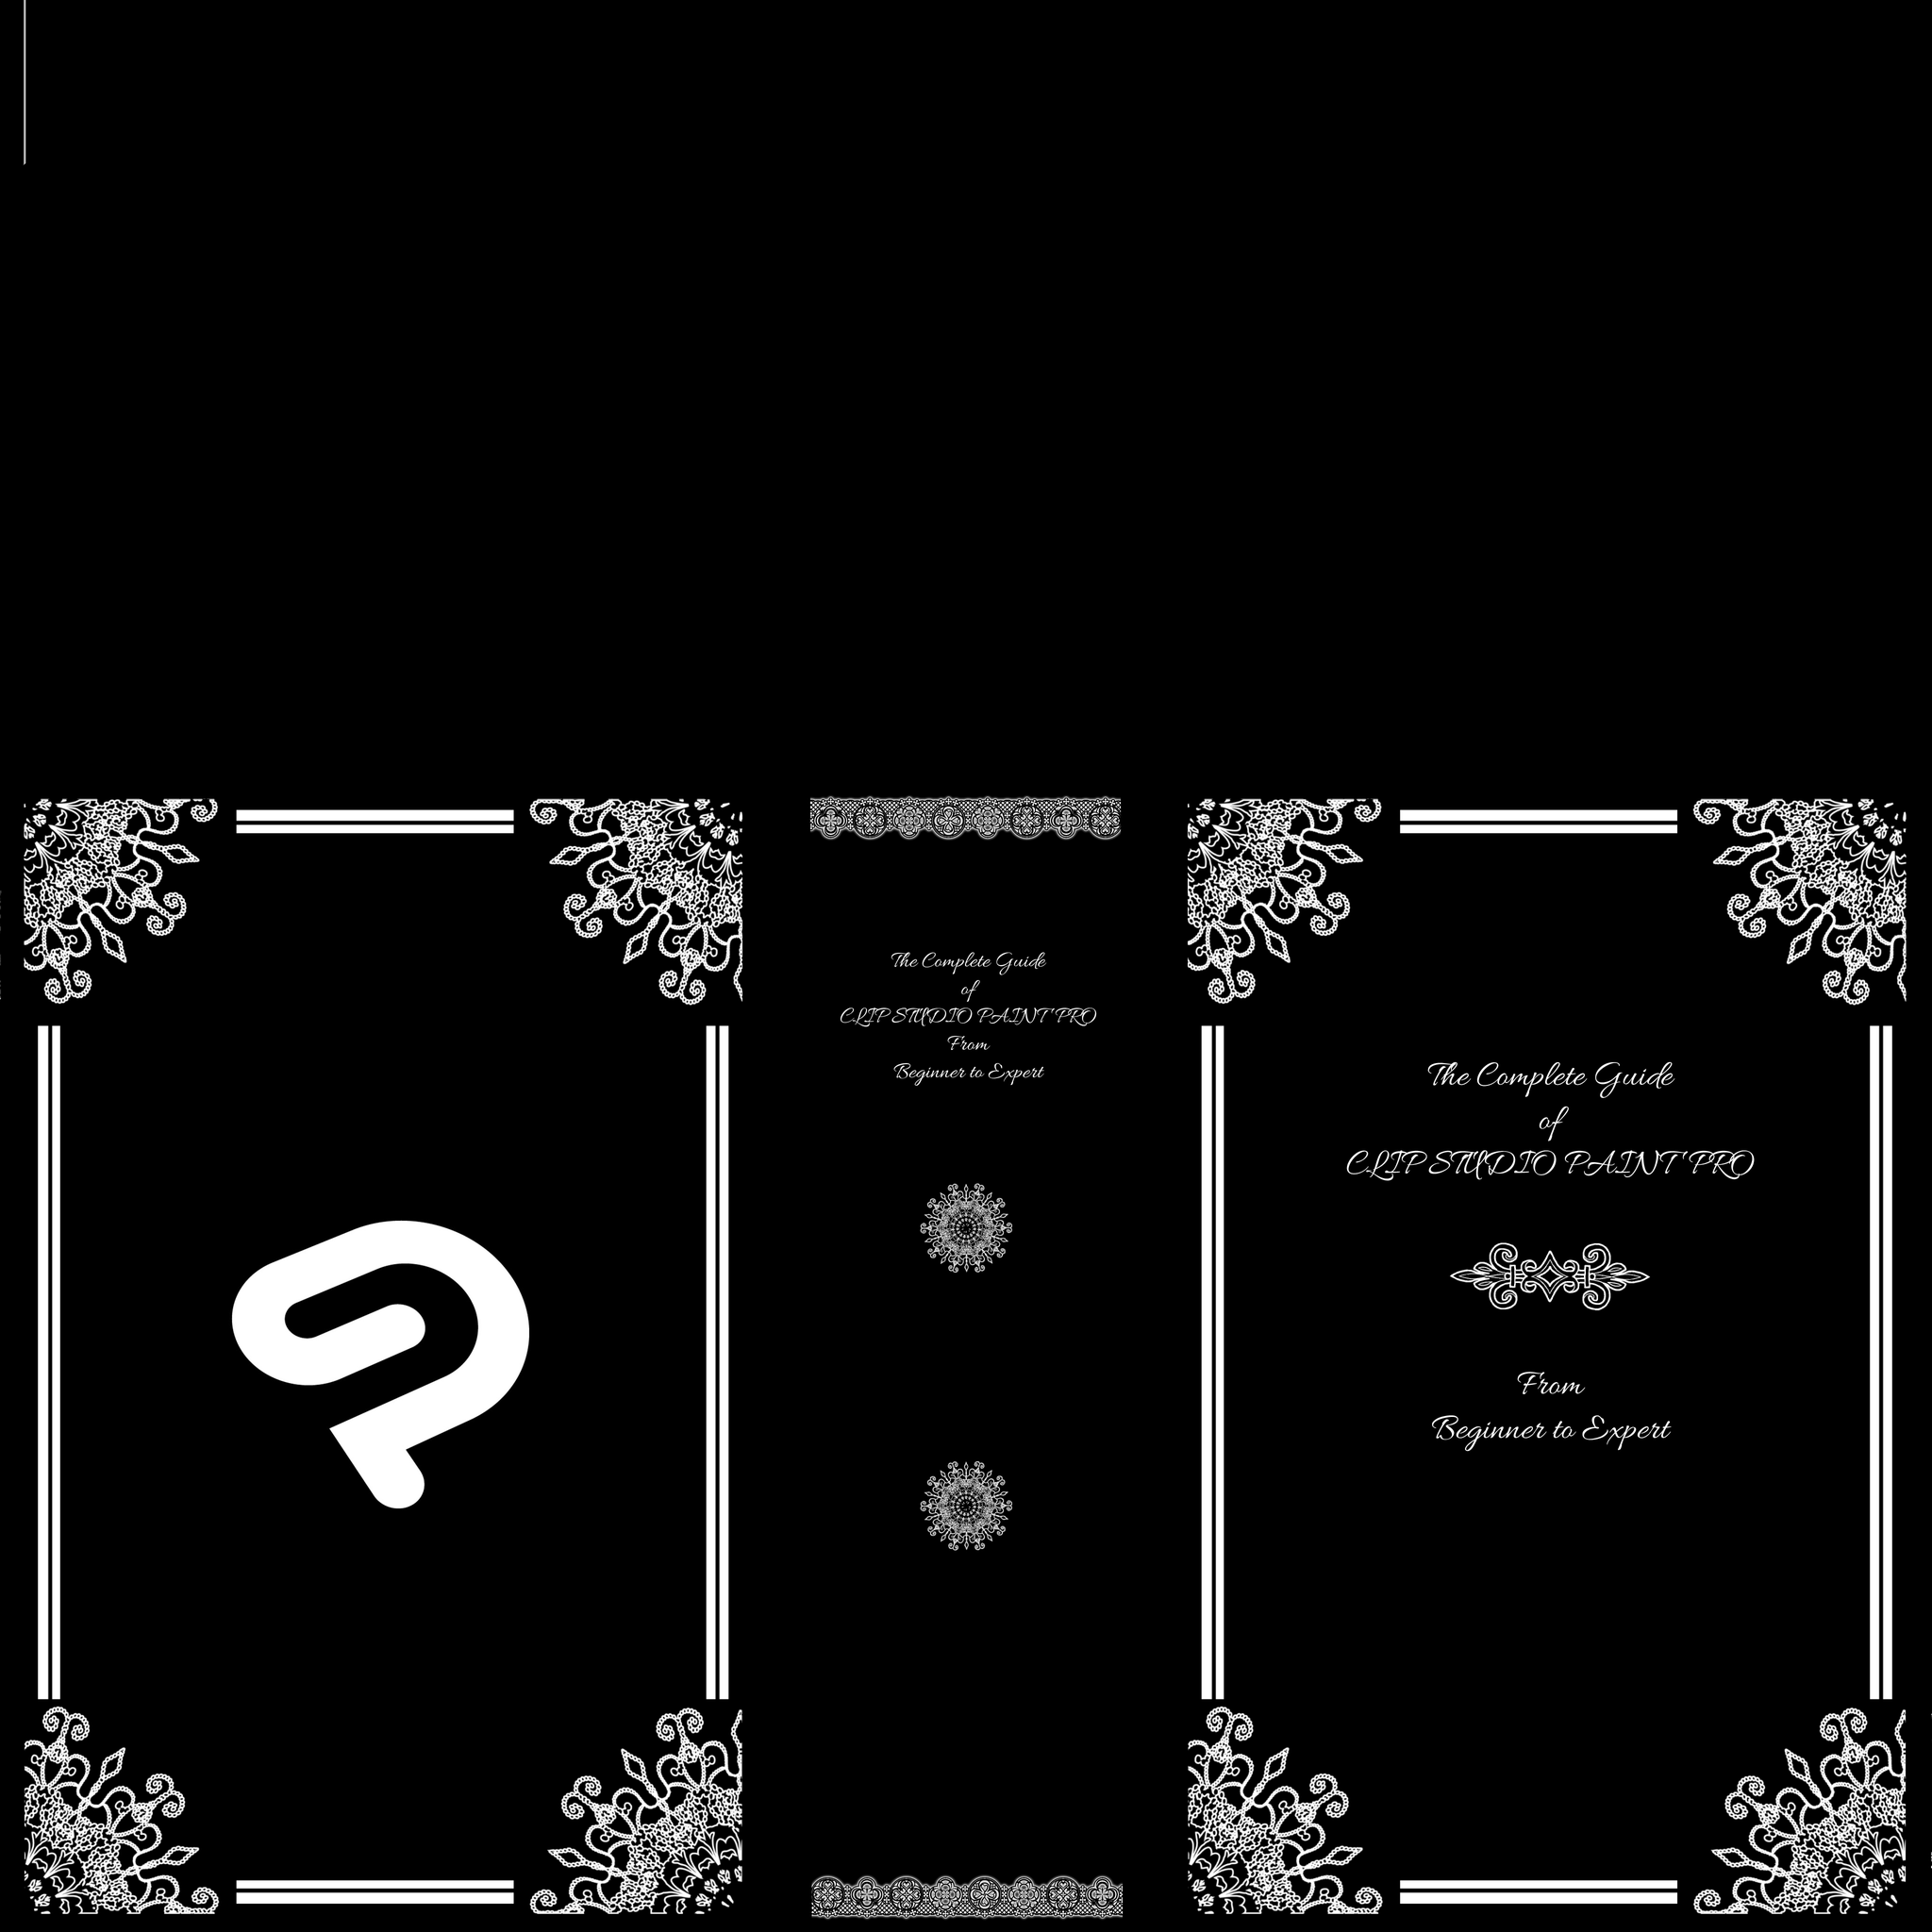 The Complete Guide
of
CLIP STUDIO PAINT PRO
From
Beginner to Expert
The Complete Guide
of
CLIP STUDIO PAINT PRO
From
Beginner to Expert